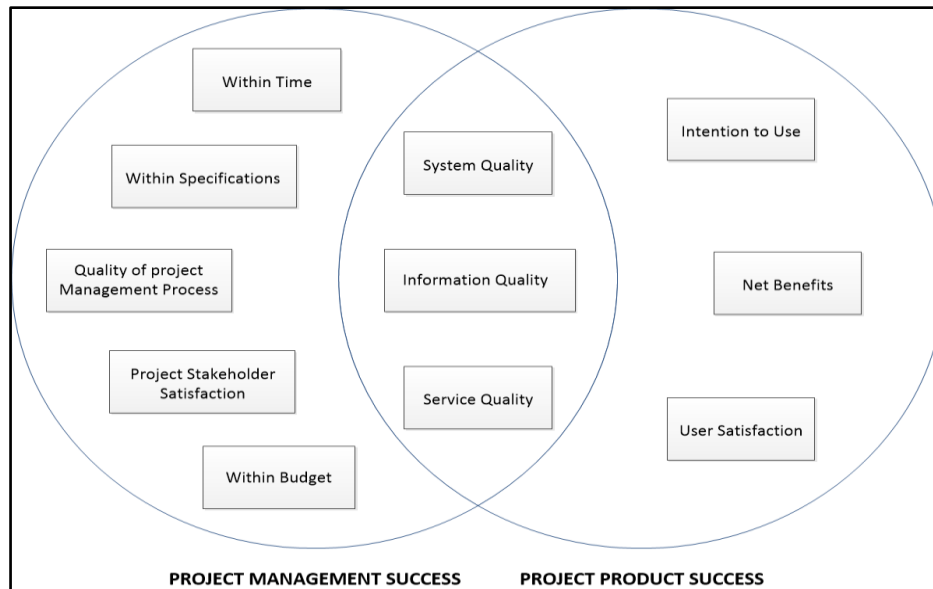 Within Time
Within Specifications
Quality of project
Management Process
Project Stakeholder
Satisfaction
Within Budget
System Quality
Information Quality
Service Quality
Intention to Use
Net Benefits
User Satisfaction
PROJECT MANAGEMENT SUCCESS
PROJECT PRODUCT SUCCESS